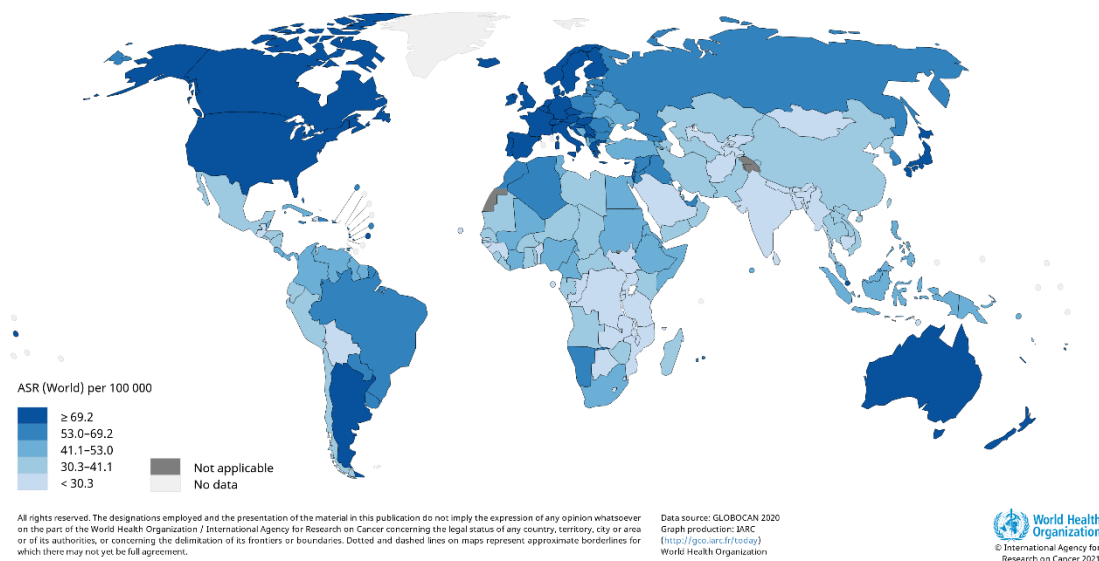 ASR (World) per 100 000
≥ 69.2
53.0–69.2
41.1–53.0
30.3–41.1
< 30.3
Not applicable
No data
All rights reserved. The designations employed and the presentation of the material in this publication do not imply the expression of any opinion whatsoever
on the part of the World Health Organization / International Agency for Research on Cancer concerning the legal status of any country, territory, city or area
or of its authorities, or concerning the delimitation of its frontiers or boundaries. Dotted and dashed lines on maps represent approximate borderlines for
which there may not yet be full agreement.
Data source: GLOBOCAN 2020
Graph production: IARC
(http://gco.iarc.fr/today)
World Health Organization
World Health
Organization
© International Agency for
Research on Cancer 2021